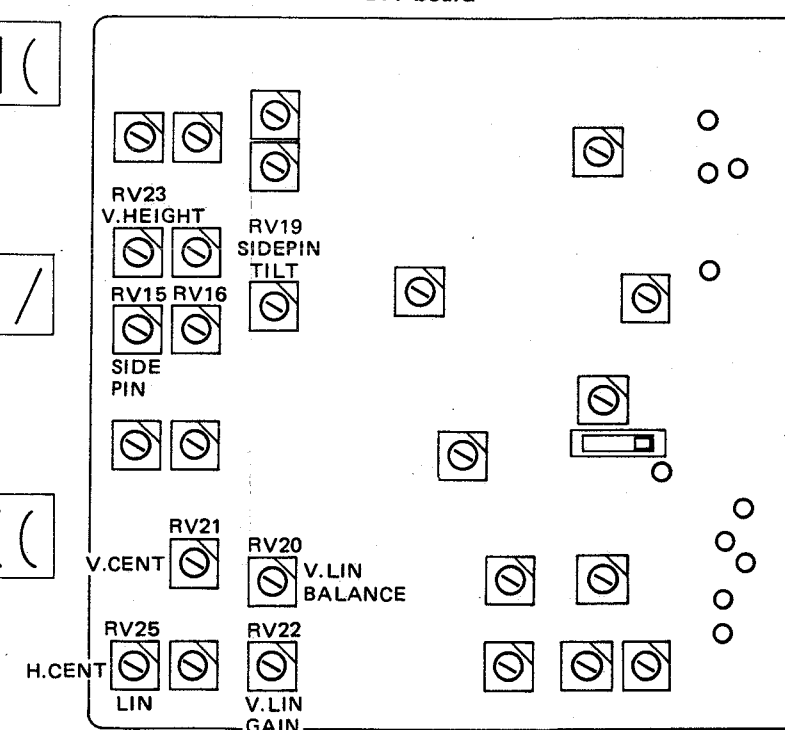 board
RV23
V.HEIGHT
RV19
SIDEPIN
TILT
RV15 RV16
SIDE
PIN
RV21
V.CENT
RV20
V.LIN
BALANCE
RV25
H.CENT
LIN
RV22
V.LIN
GAIN